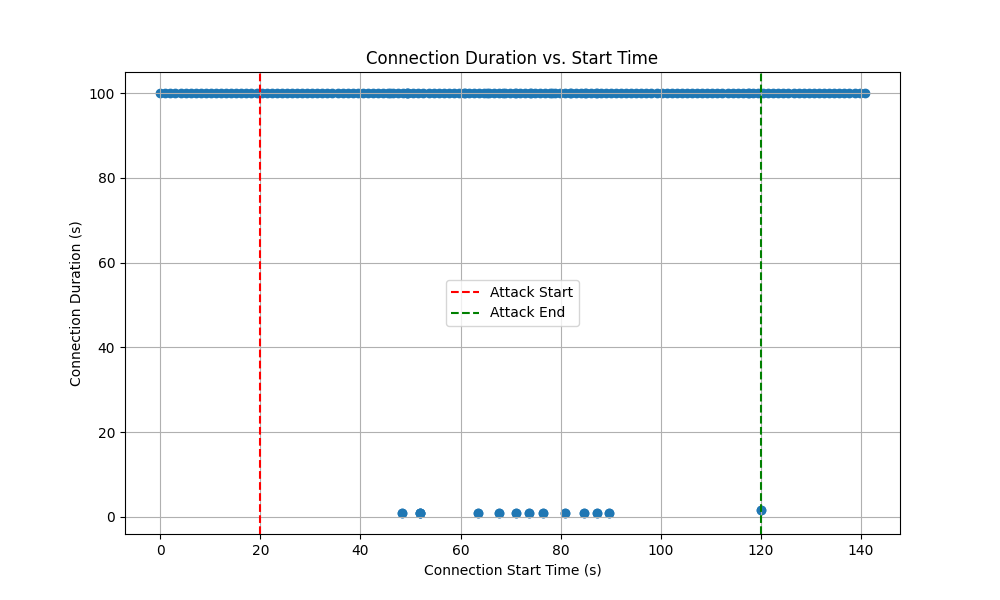 Connection Duration vs. Start Time
Connection Duration (s)
100
80
60
40
20
0
Attack Start
Attack End
0 20 40 60 80 100 120 140
Connection Start Time (s)